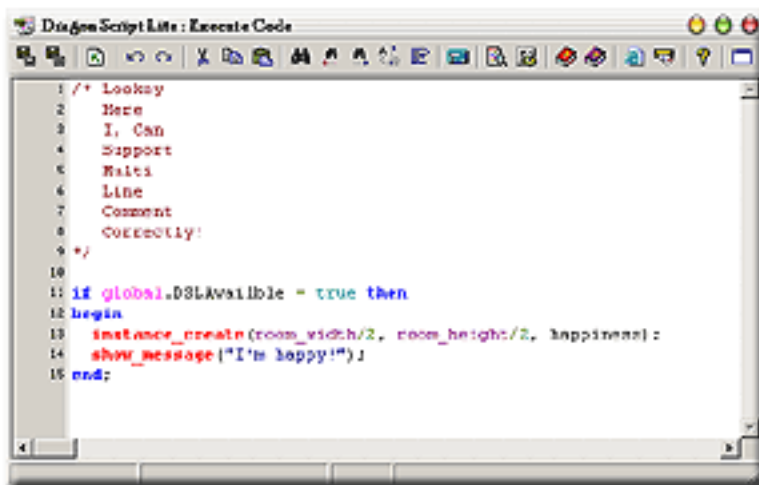 Dragon Script Lite : Execute Code
1 /* Looksy
2 Here
3 I, Can
4 Support
5 Multi
6 Line
7 Comment
8 Correctly!
9 */
10
11 if global.DSLAvailble = true then
12 begin
13 instance_create(room_width/2, room_height/2, happiness);
14 show_message("I'm happy!");
15 end;